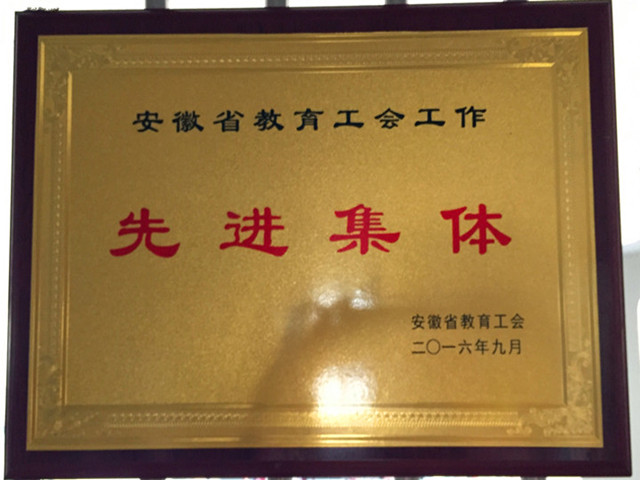 安徽省教育工会工作
先进集体
安徽省教育工会
二〇一六年九月